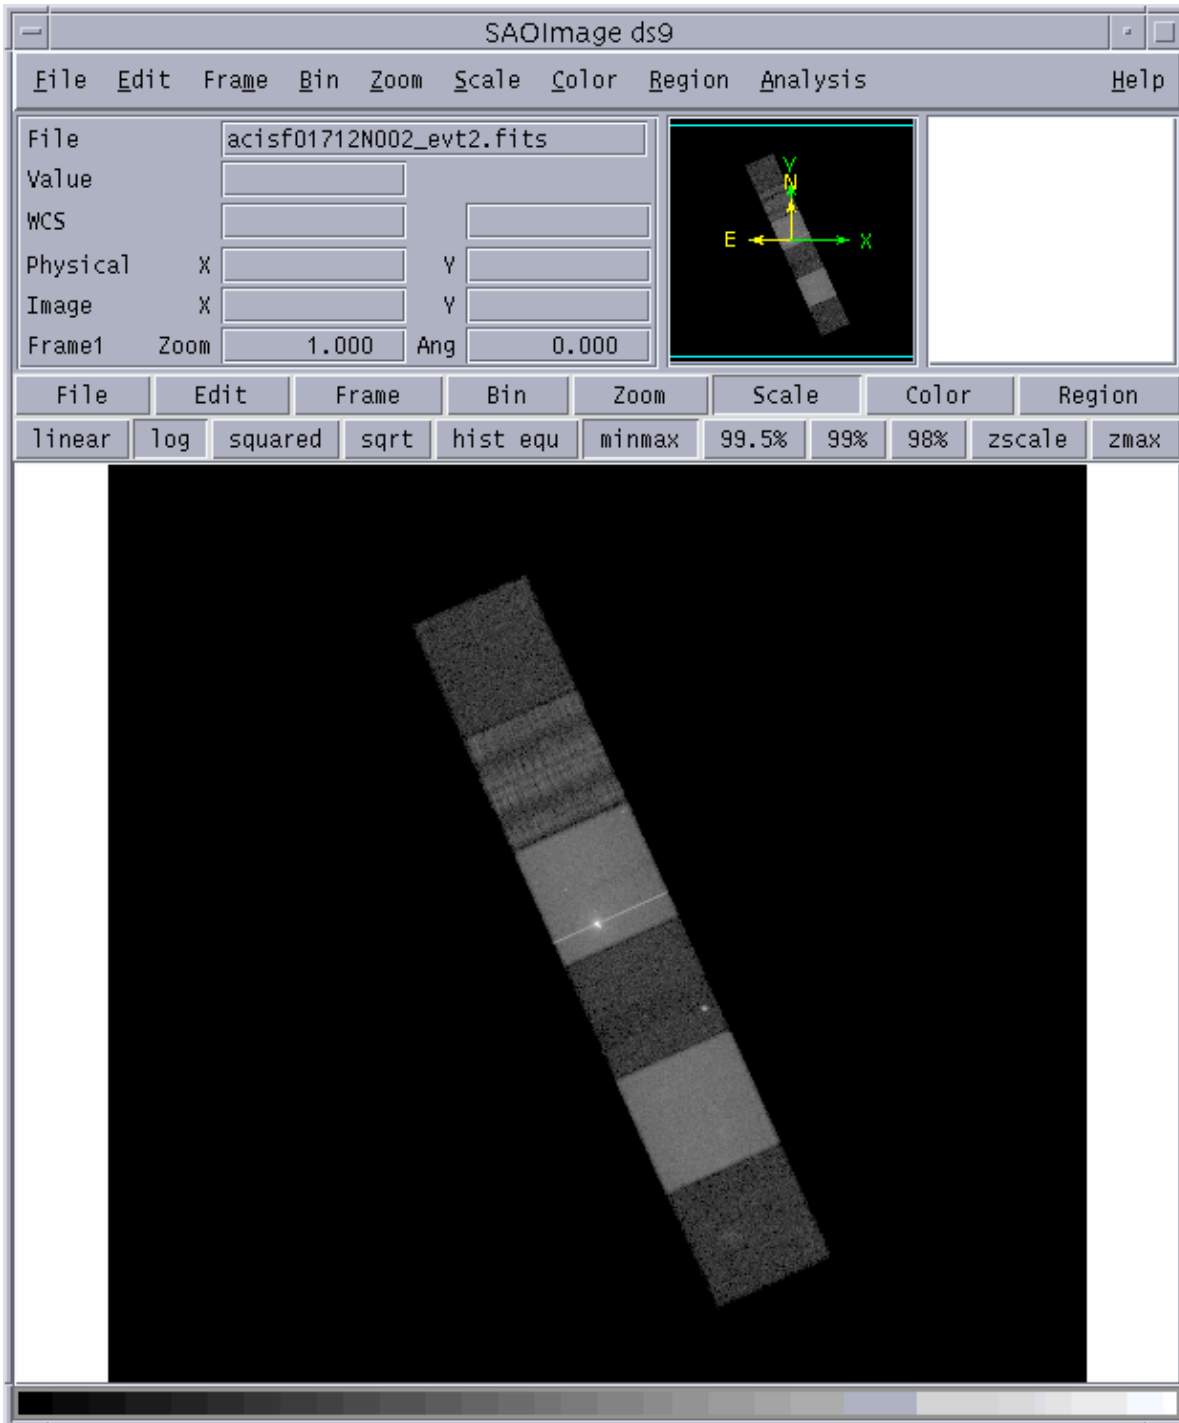 SAOImage ds9
File Edit Frame Bin Zoom Scale Color Region Analysis Help
File acisf01712N002_evt2.fits
Value
WCS
Physical X Y
Image X Y
Frame1 Zoom 1.000 Ang 0.000
Y
N
E X
File Edit Frame Bin Zoom Scale Color Region
linear log squared sqrt hist equ minmax 99.5% 99% 98% zscale zmax